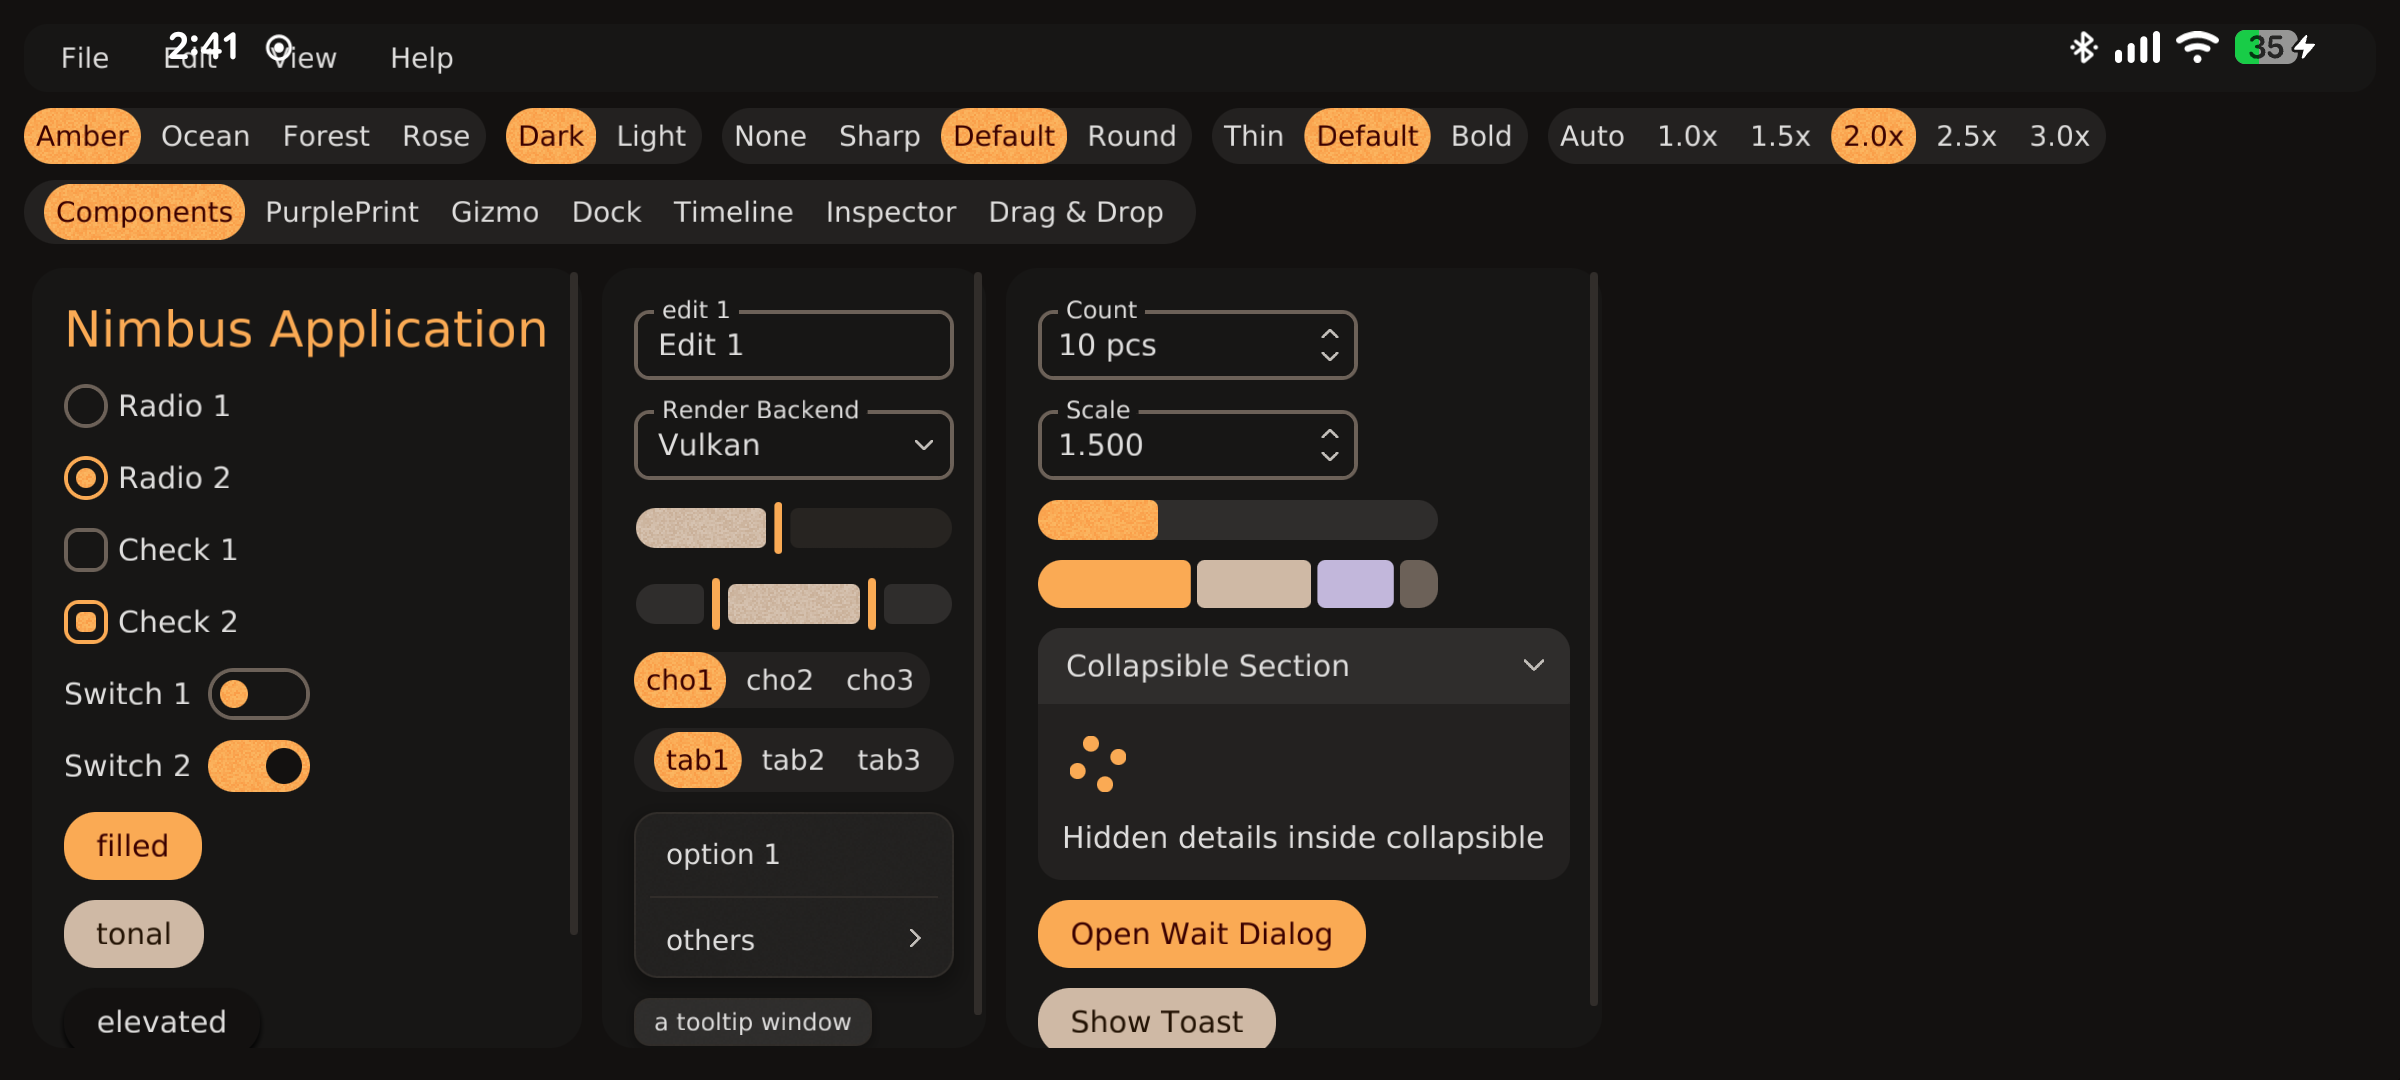 File Edit View Help
2:41
35
Amber Ocean Forest Rose Dark Light None Sharp Default Round Thin Default Bold Auto 1.0x 1.5x 2.0x 2.5x 3.0x
Components PurplePrint Gizmo Dock Timeline Inspector Drag & Drop
Nimbus Application
Radio 1
Radio 2
Check 1
Check 2
Switch 1
Switch 2
filled
tonal
elevated
edit 1
Edit 1
Render Backend
Vulkan
cho1 cho2 cho3
tab1 tab2 tab3
option 1
others
a tooltip window
Count
10 pcs
Scale
1.500
Collapsible Section
Hidden details inside collapsible
Open Wait Dialog
Show Toast